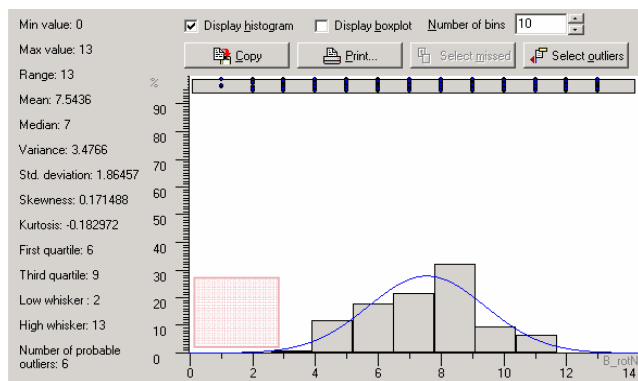 Min value: 0
Max value: 13
Range: 13
Mean: 7.5436
Median: 7
Variance: 3.4766
Std. deviation: 1.86457
Skewness: 0.171488
Kurtosis: -0.182972
First quartile: 6
Third quartile: 9
Low whisker : 2
High whisker: 13
Number of probable
outliers: 6
Display histogram Display boxplot Number of bins 10
Copy Print... Select missed Select outliers
%
90
80
70
60
50
40
30
20
10
0
0 2 4 6 8 10 12 14
B_rotN